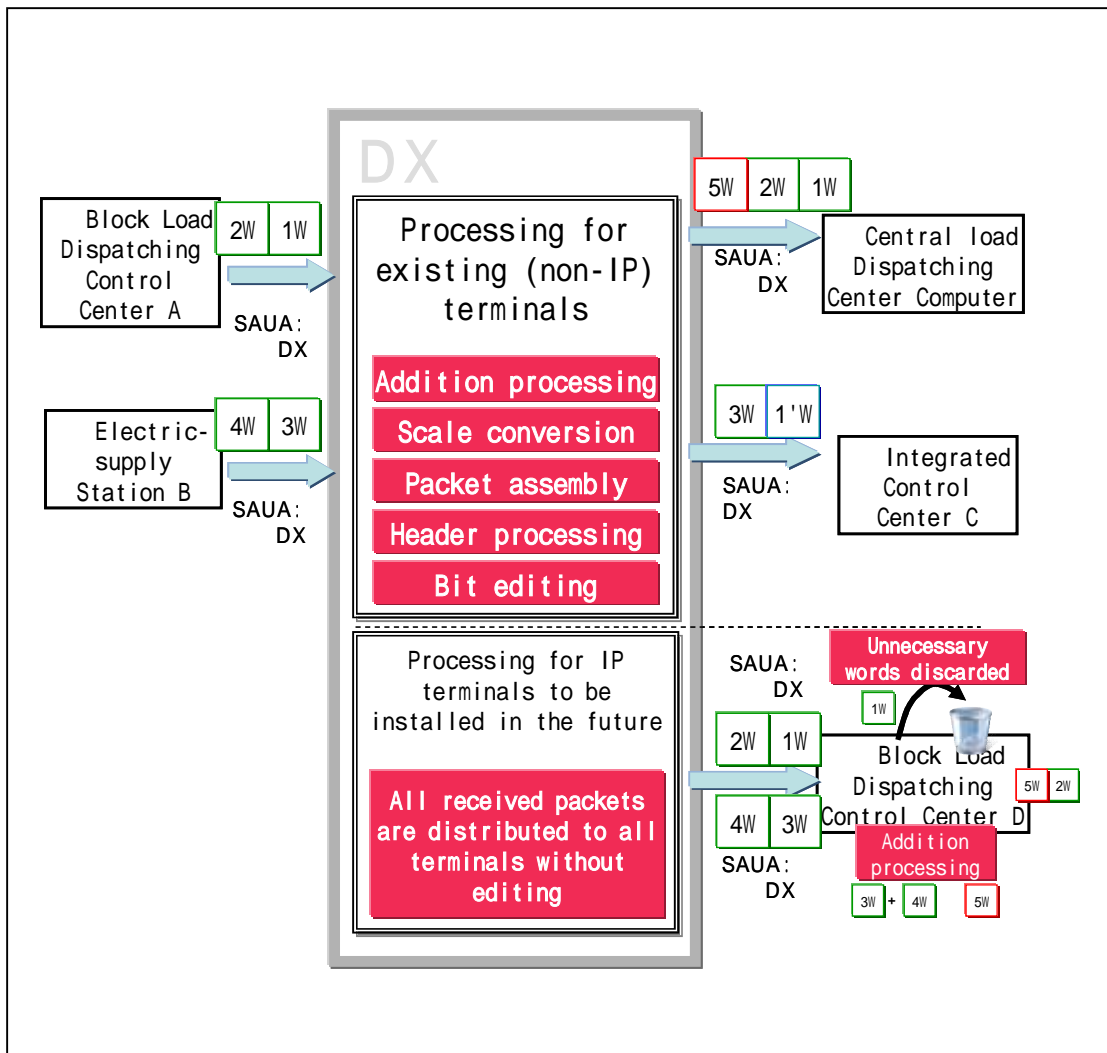 DX
Block Load
Dispatching
Control
Center A
2W 1W
SAUA:
DX
Electric-
supply
Station B
4W 3W
SAUA:
DX
Processing for
existing (non-IP)
terminals
Addition processing
Scale conversion
Packet assembly
Header processing
Bit editing
Processing for IP
terminals to be
installed in the future
All received packets
are distributed to all
terminals without
editing
5W 2W 1W
SAUA:
DX
Central load
Dispatching
Center Computer
3W 1'W
SAUA:
DX
Integrated
Control
Center C
SAUA:
DX
Unnecessary
words discarded
1W
2W 1W
4W 3W
SAUA:
DX
Block Load
Dispatching
Control Center D
5W 2W
Addition
processing
3W + 4W 5W